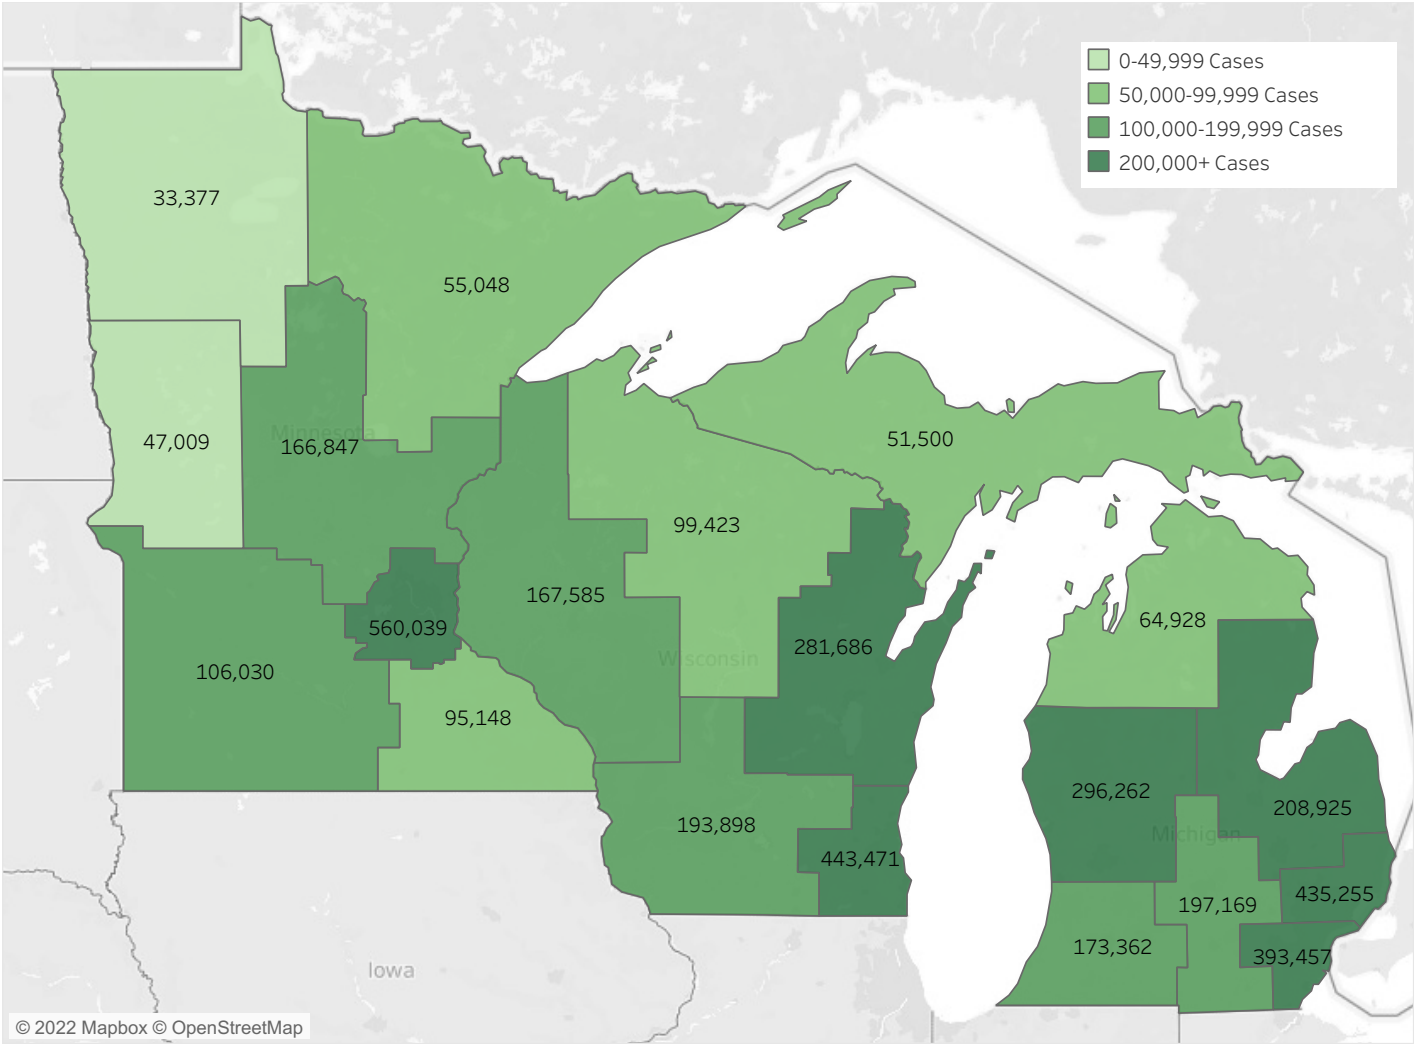 0-49,999 Cases
50,000-99,999 Cases
100,000-199,999 Cases
200,000+ Cases
33,377
55,048
47,009
Minnesota
166,847
51,500
99,423
167,585
560,039
64,928
281,686
Wisconsin
106,030
95,148
296,262
208,925
193,898
Michigan
443,471
435,255
197,169
173,362
393,457
Iowa
© 2022 Mapbox © OpenStreetMap